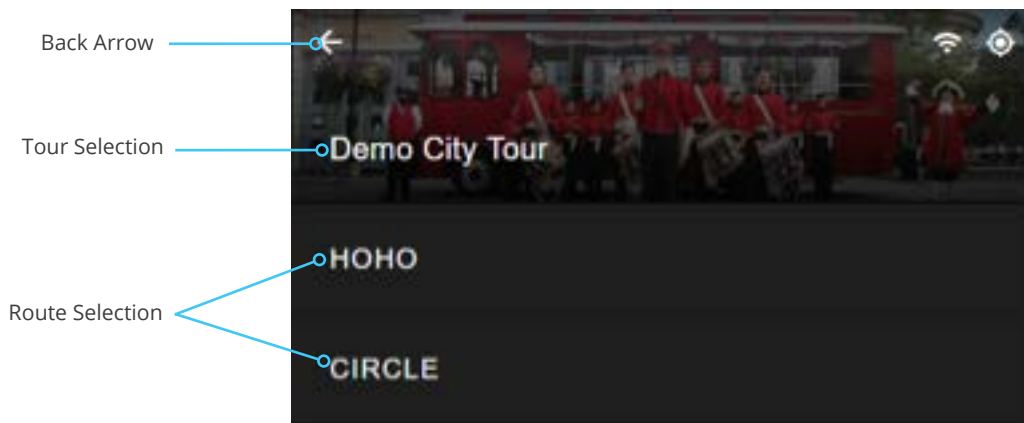 Back Arrow
Tour Selection
Demo City Tour
HOHO
Route Selection
CIRCLE